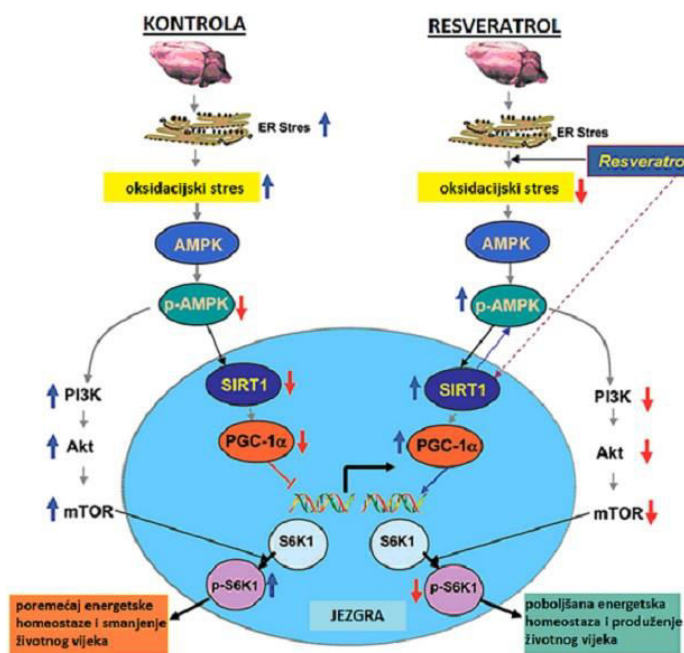 KONTROLA
RESVERATROL
ER Stres
ER Stres
Resveratro
oksidacijski stres
oksidacijski stres
AMPK
AMPK
p-AMPK
p-AMPK
SIRT1
SIRT1
PI3K
PI3K
PGC-1α
PGC-1α
Akt
Akt
mTOR
mTOR
S6K1
S6K1
p-S6K1
p-S6K1
JEZGRA
poremećaj energetske
homeostaze i smanjenje
životnog vijeka
poboljšana energetska
homeostaza i produženje
životnog vijeka